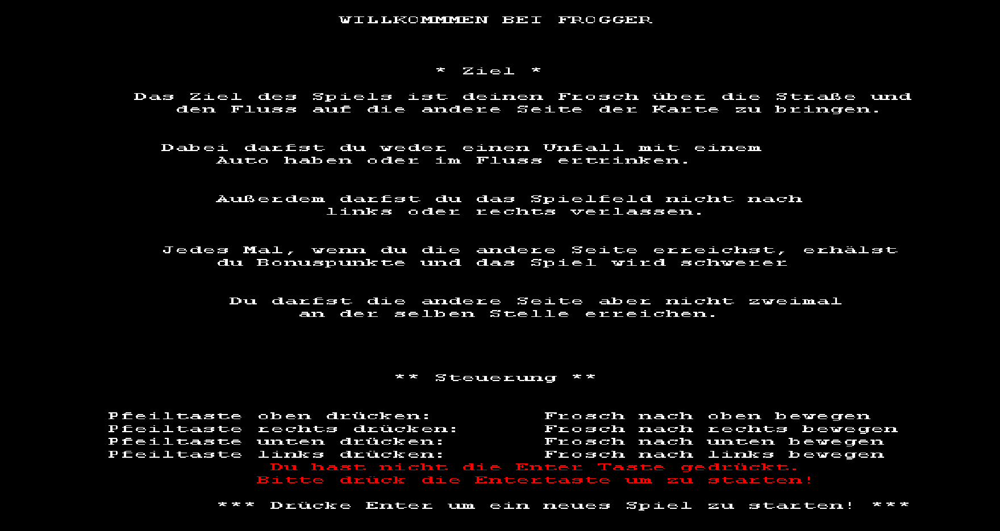 WILLKOMMMEN BEI FROGGER
* Ziel *
Das Ziel des Spiels ist deinen Frosch über die Straße und
den Fluss auf die andere Seite der Karte zu bringen.
Dabei darfst du weder einen Unfall mit einem
Auto haben oder im Fluss ertrinken.
Außerdem darfst du das Spielfeld nicht nach
links oder rechts verlassen.
Jedes Mal, wenn du die andere Seite erreichst, erhälst
du Bonuspunkte und das Spiel wird schwerer
Du darfst die andere Seite aber nicht zweimal
an der selben Stelle erreichen.
** Steuerung **
Pfeiltaste oben drücken: Frosch nach oben bewegen
Pfeiltaste rechts drücken: Frosch nach rechts bewegen
Pfeiltaste unten drücken: Frosch nach unten bewegen
Pfeiltaste links drücken: Frosch nach links bewegen
Du hast nicht die Enter Taste gedrückt.
Bitte drück die Entertaste um zu starten!
*** Drücke Enter um ein neues Spiel zu starten! ***